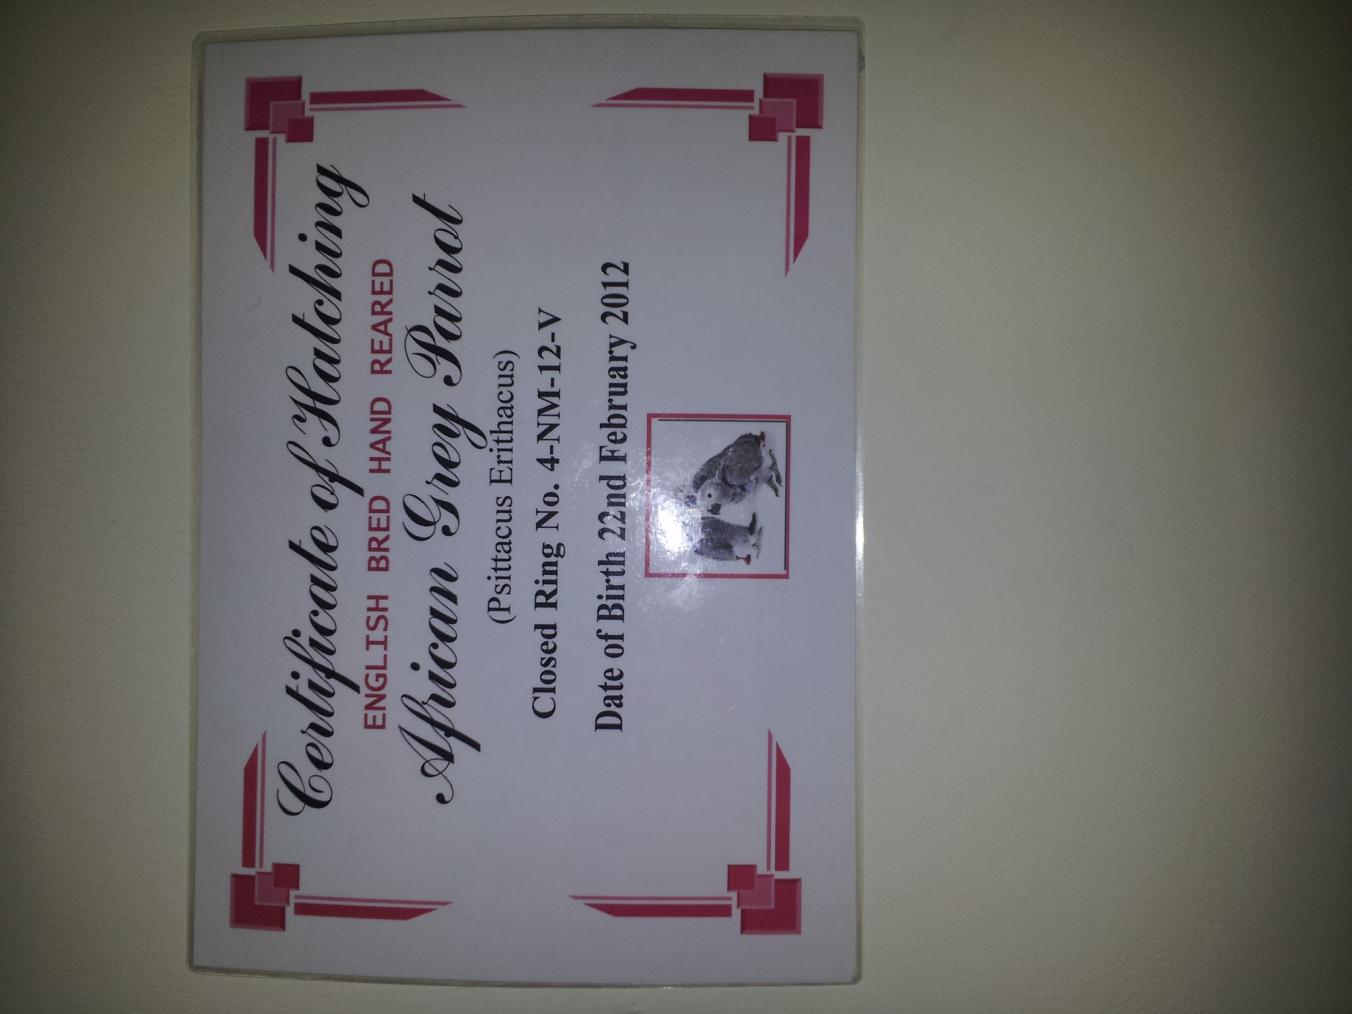 Certificate of Hatching
ENGLISH BRED HAND REARED
African Grey Parrot
(Psittacus Erithacus)
Closed Ring No. 4-NM-12-V
Date of Birth 22nd February 2012